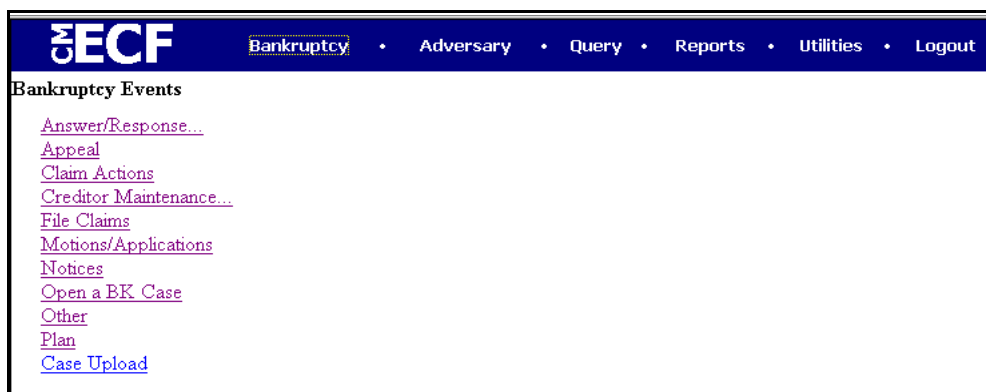 CM ECF Bankruptcy • Adversary • Query • Reports • Utilities • Logout
Bankruptcy Events
Answer/Response...
Appeal
Claim Actions
Creditor Maintenance...
File Claims
Motions/Applications
Notices
Open a BK Case
Other
Plan
Case Upload